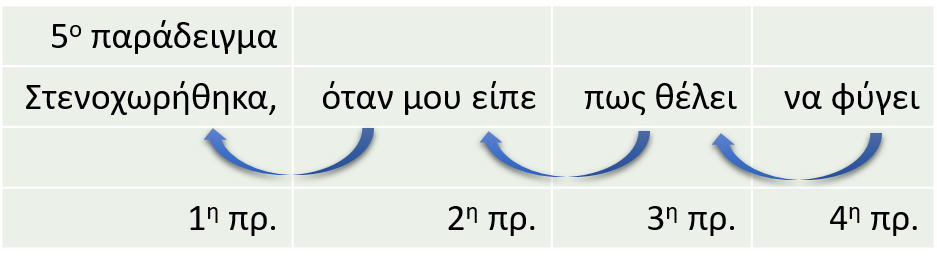 5ο παράδειγμα
Στενοχωρήθηκα, όταν μου είπε πως θέλει να φύγει
1η πρ. 2η πρ. 3η πρ. 4η πρ.